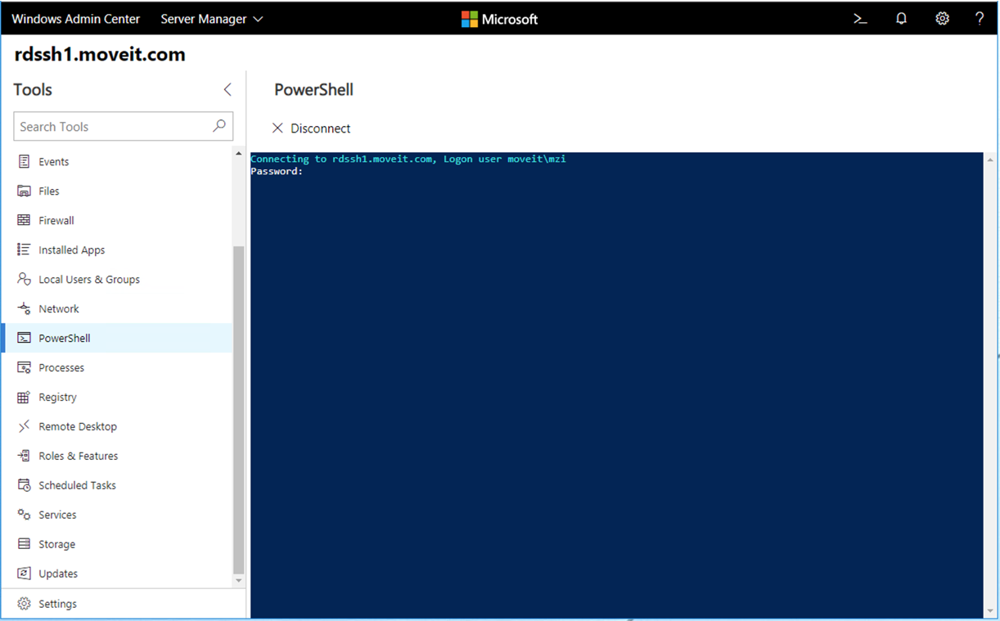 Windows Admin Center Server Manager Microsoft >_ ?
rdssh1.moveit.com
Tools
Search Tools
Events
Files
Firewall
Installed Apps
Local Users & Groups
Network
PowerShell
Processes
Registry
Remote Desktop
Roles & Features
Scheduled Tasks
Services
Storage
Updates
Settings
PowerShell
Disconnect
Connecting to rdssh1.moveit.com, Logon user moveit\mzi
Password: